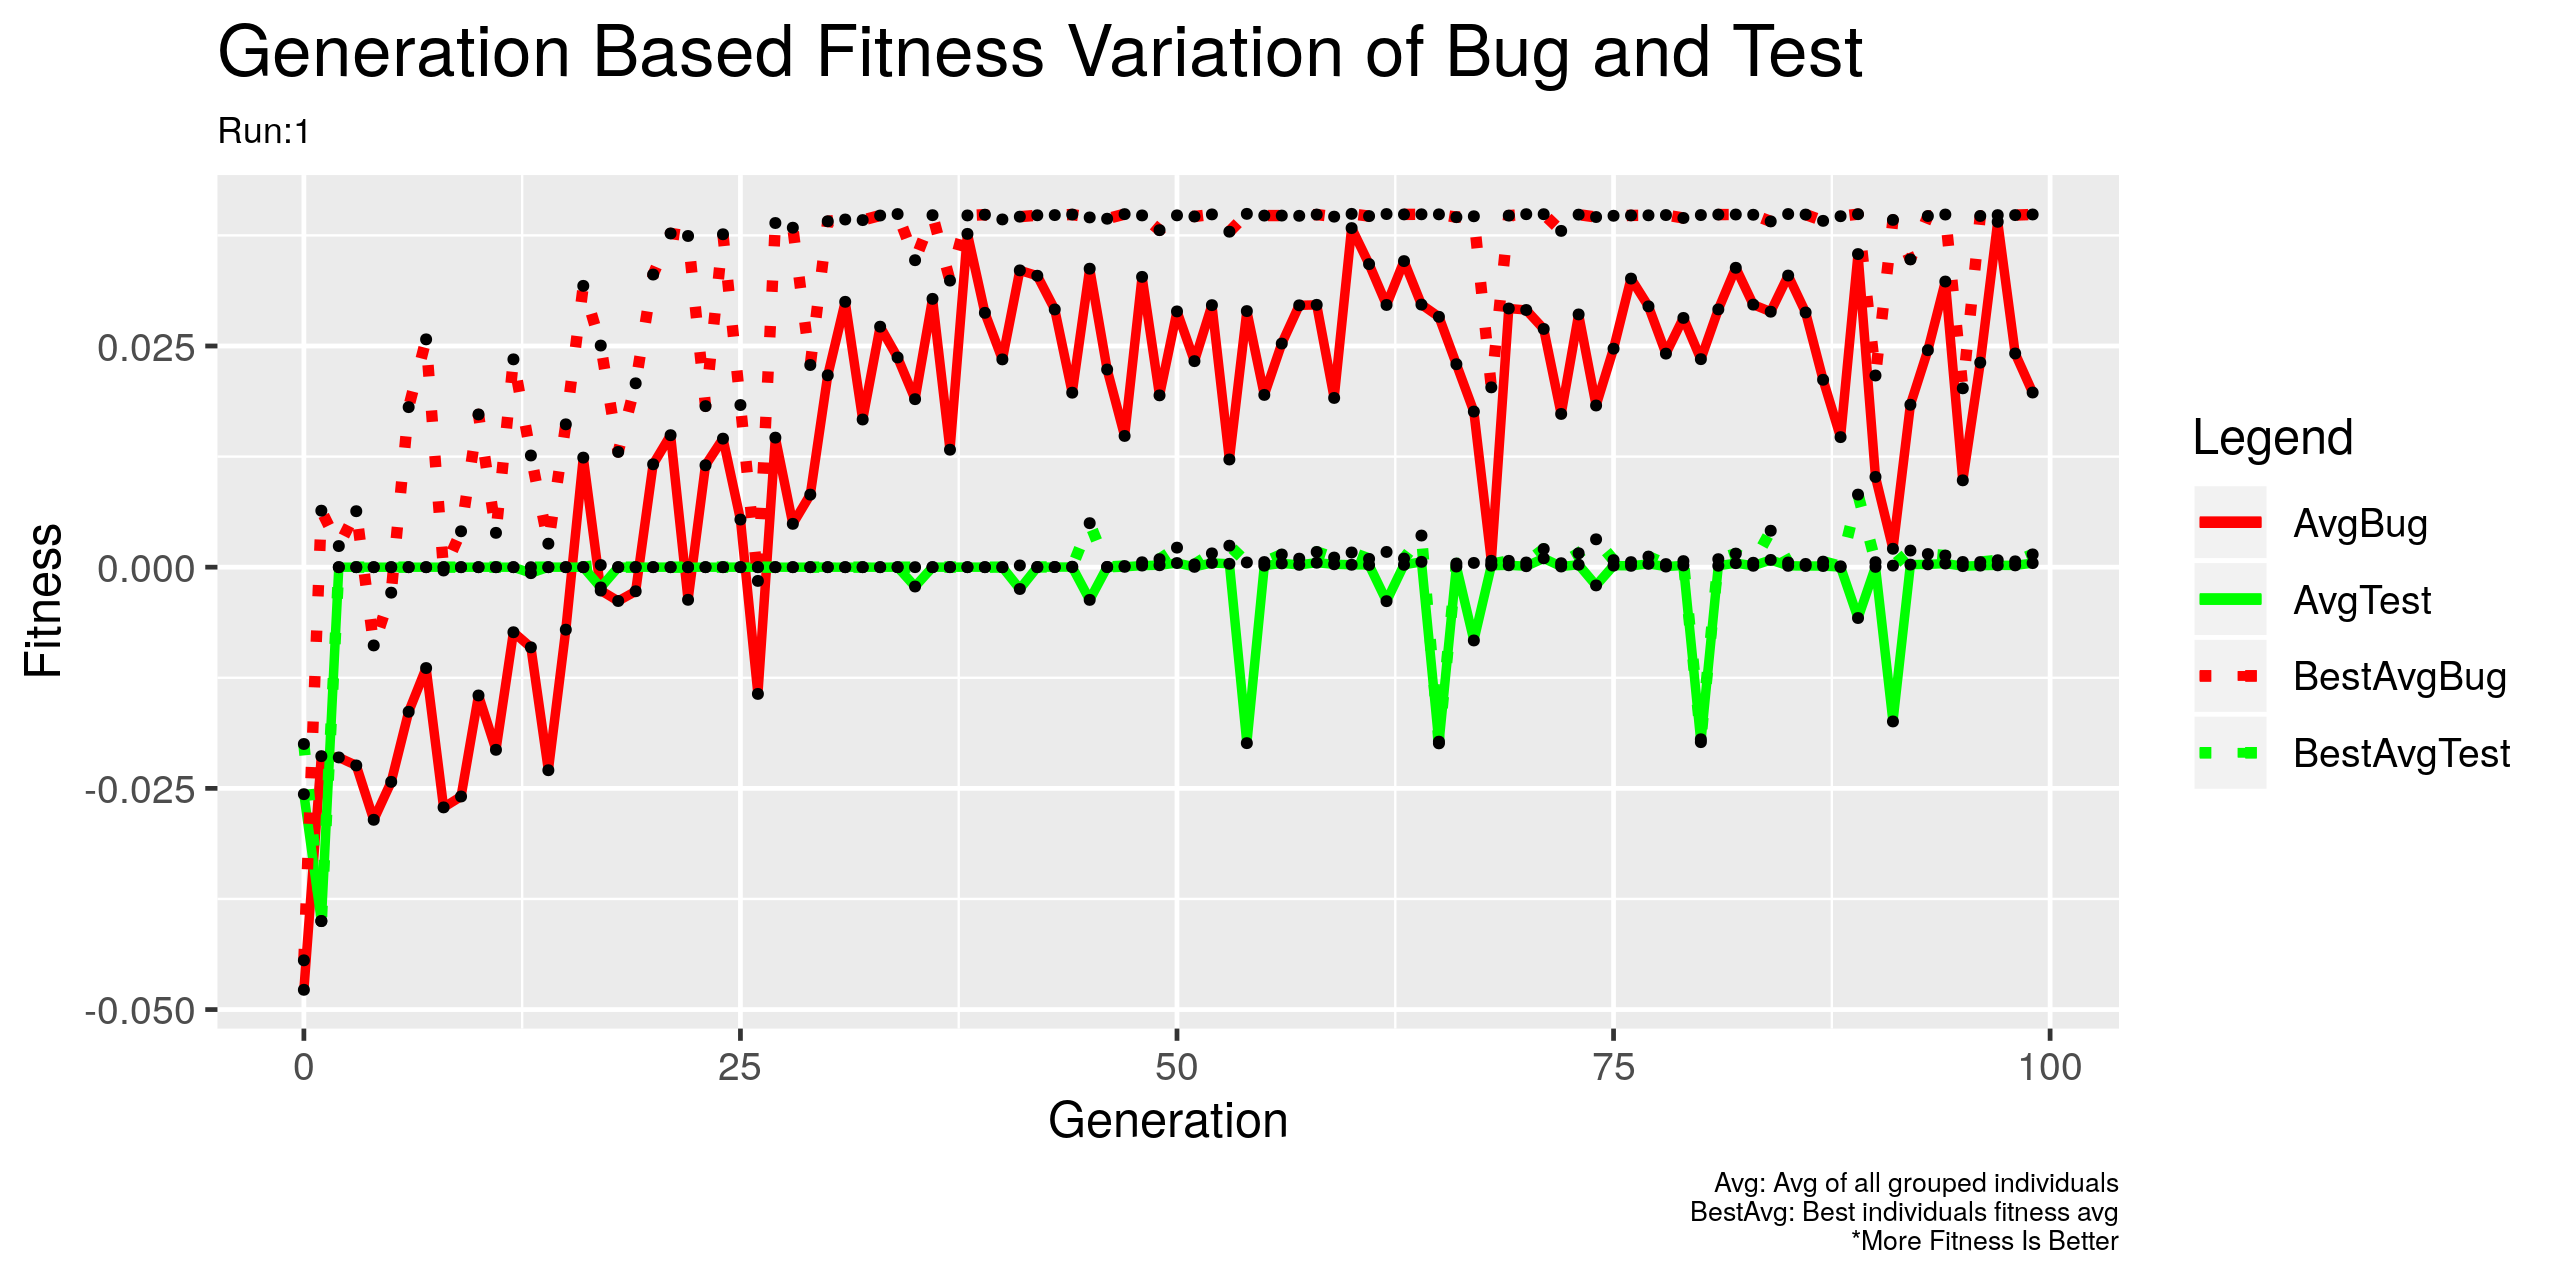 Generation Based Fitness Variation of Bug and Test
Run:1
Fitness
0.025
0.000
-0.025
-0.050
0
25
50
75
100
Generation
Legend
AvgBug
AvgTest
BestAvgBug
BestAvgTest
Avg: Avg of all grouped individuals
BestAvg: Best individuals fitness avg
*More Fitness Is Better